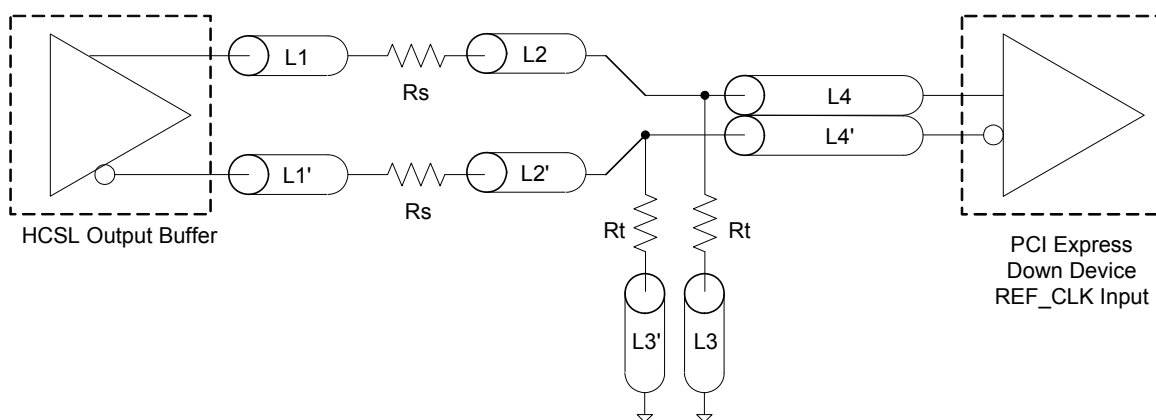 L1
Rs
L2
L4
L4'
L1'
Rs
L2'
HCSL Output Buffer
Rt
Rt
L3'
L3
PCI Express
Down Device
REF_CLK Input